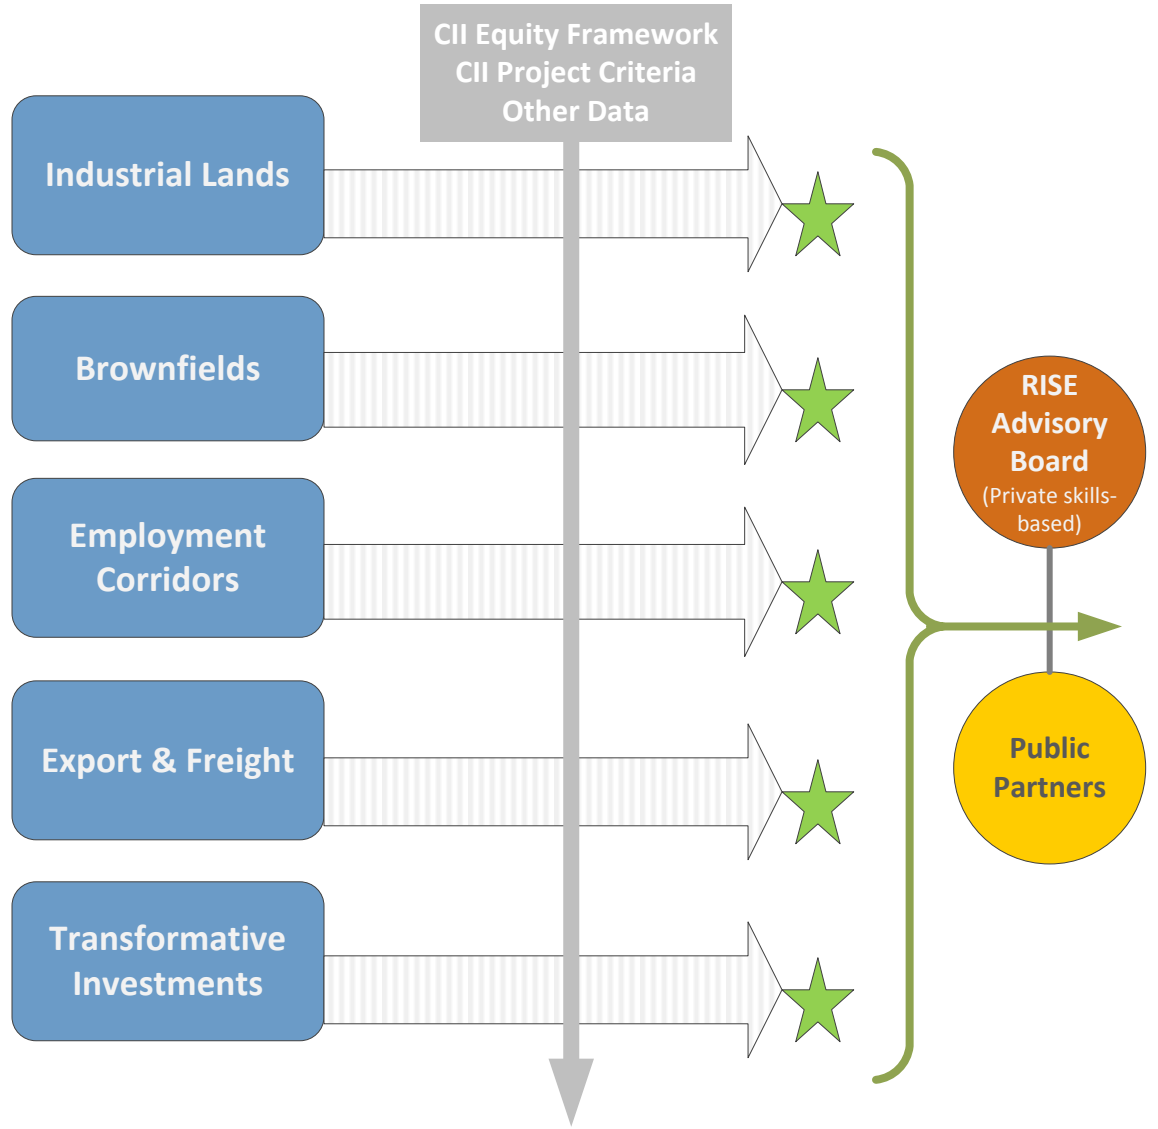 CII Equity Framework
CII Project Criteria
Other Data
Industrial Lands
Brownfields
Employment
Corridors
Export & Freight
Transformative
Investments
RISE
Advisory
Board
(Private skills-
based)
Public
Partners